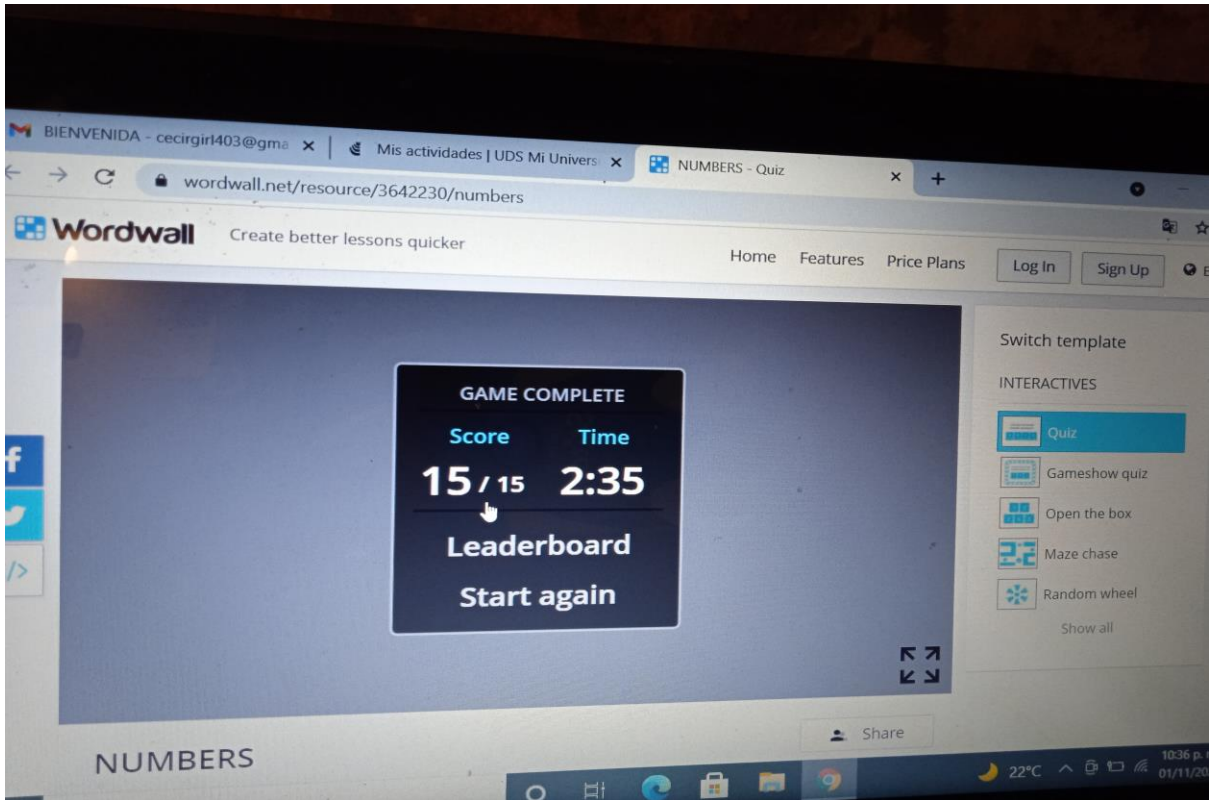 BIENVENIDA - cecirgirl403@gma
Mis actividades | UDS Mi Univers
NUMBERS - Quiz
wordwall.net/resource/3642230/numbers
Wordwall
Create better lessons quicker
Home Features Price Plans Log In Sign Up
Switch template
INTERACTIVES
Quiz
Gameshow quiz
Open the box
Maze chase
Random wheel
Show all
GAME COMPLETE
Score Time
15 / 15 2:35
Leaderboard
Start again
NUMBERS
Share
22°C
10:36 p.
01/11/20